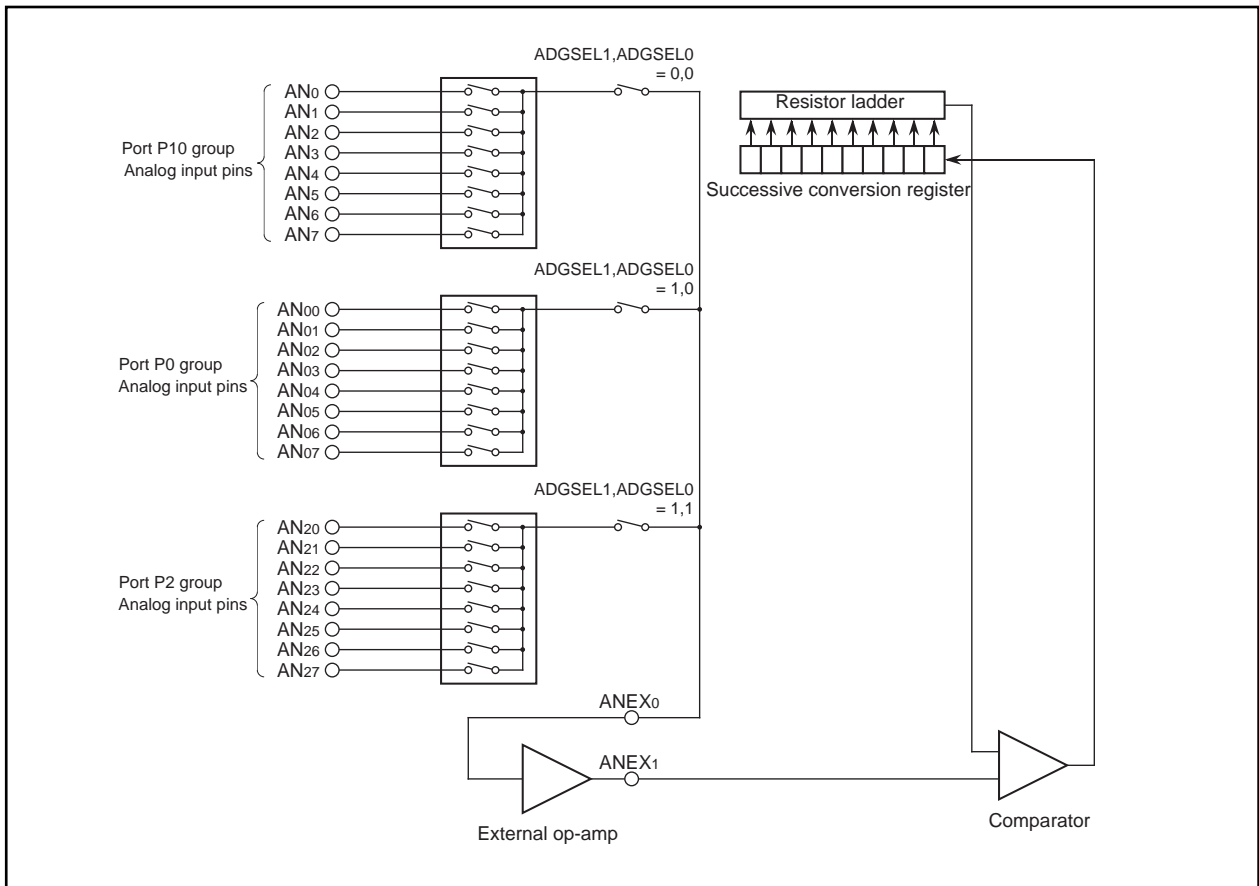 ADGSEL1,ADGSEL0
= 0,0
AN0
AN1
AN2
AN3
AN4
AN5
AN6
AN7
Port P10 group
Analog input pins
Resistor ladder
Successive conversion register
ADGSEL1,ADGSEL0
= 1,0
AN00
AN01
AN02
AN03
AN04
AN05
AN06
AN07
Port P0 group
Analog input pins
ADGSEL1,ADGSEL0
= 1,1
AN20
AN21
AN22
AN23
AN24
AN25
AN26
AN27
Port P2 group
Analog input pins
ANEX0
ANEX1
External op-amp
Comparator